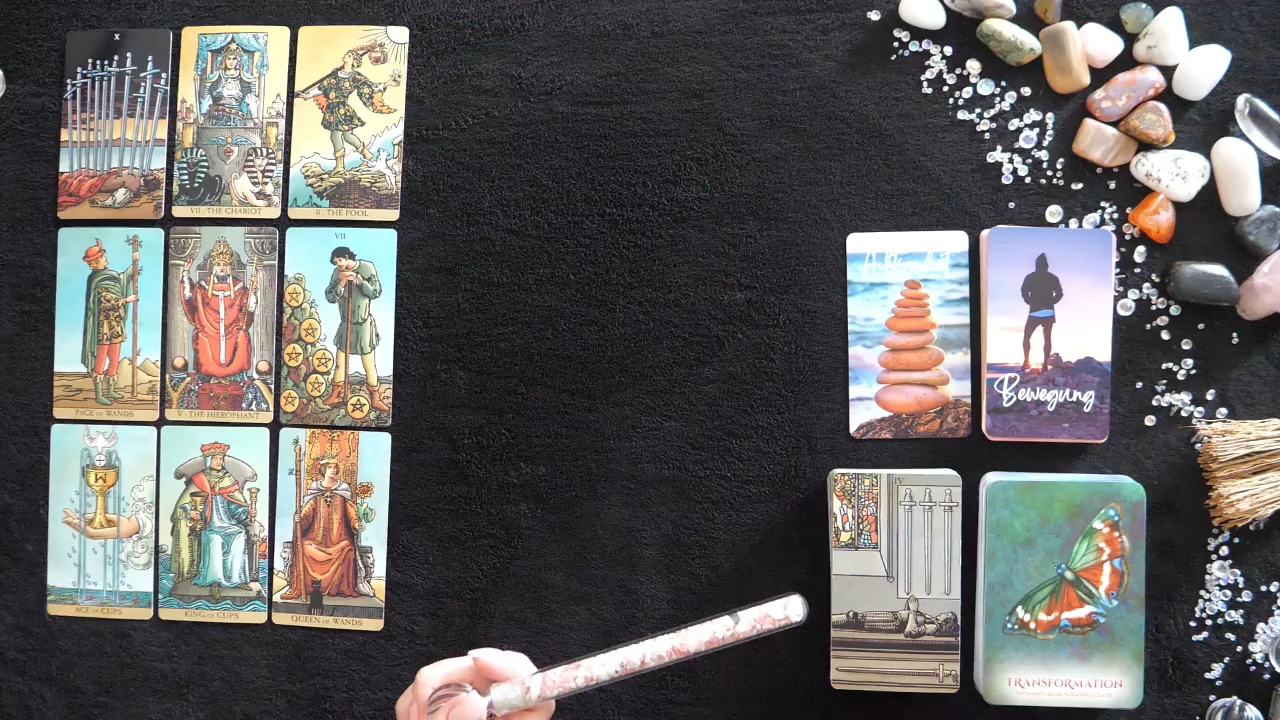 X
VII · THE CHARIOT
II · THE FOOL
PAGE OF WANDS
V · THE HIEROPHANT
VII
ACE OF CUPS
KING OF CUPS
QUEEN OF WANDS
Bewegung
IV
TRANSFORMATION